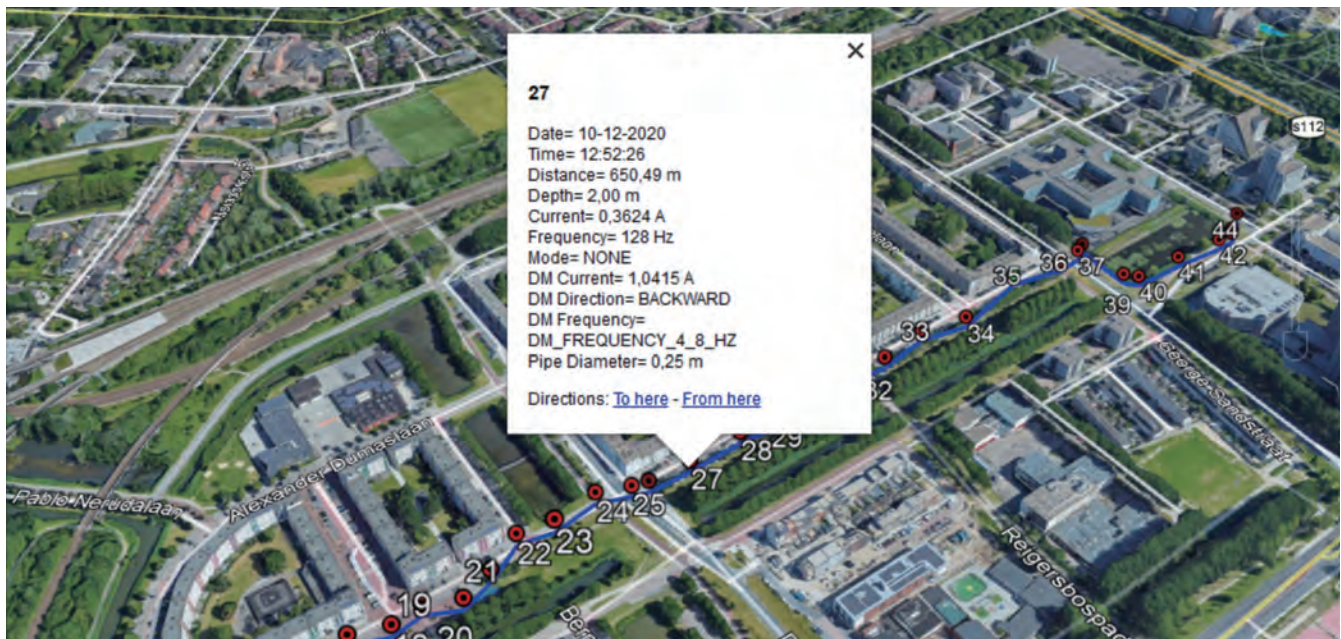 27
Date= 10-12-2020
Time= 12:52:26
Distance= 650,49 m
Depth= 2,00 m
Current= 0,3624 A
Frequency= 128 Hz
Mode= NONE
DM Current= 1,0415 A
DM Direction= BACKWARD
DM Frequency=
DM_FREQUENCY_4_8_HZ
Pipe Diameter= 0,25 m
Directions: To here - From here
s112
44
42
41
40
39
37
36
35
34
33
29
28
27
25
24
23
22
21
20
19
Alexander Dumaslaan
Pablo Nerudalaan
George Sandstraat